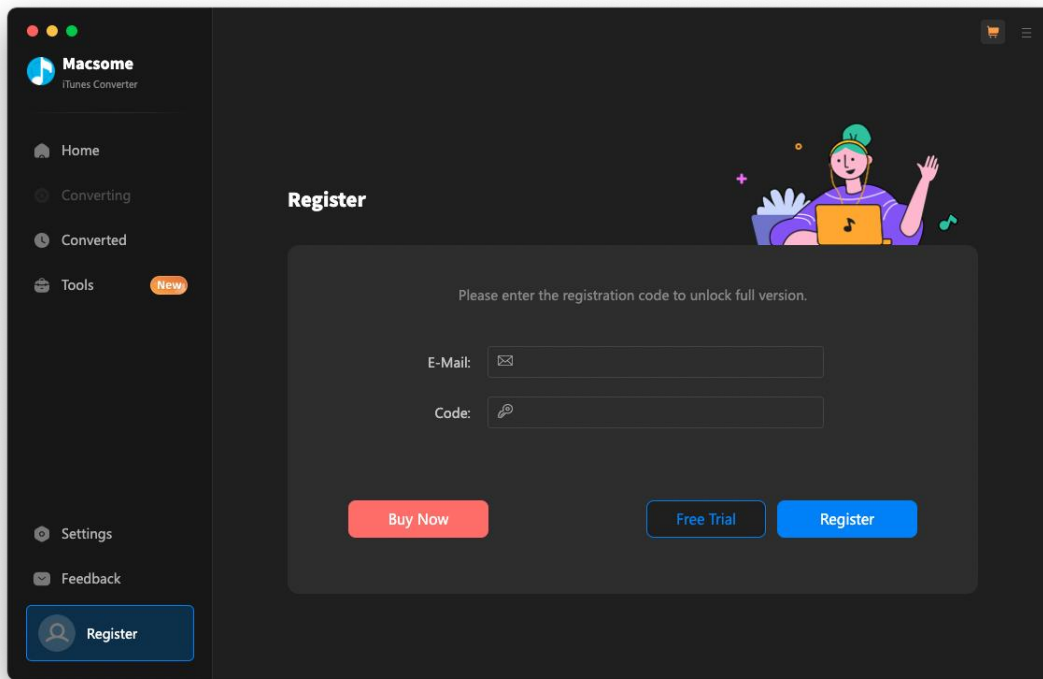 Macsome
iTunes Converter
Home
Converting
Converted
Tools
New
Settings
Feedback
Register
Register
Please enter the registration code to unlock full version.
E-Mail:
Code:
Buy Now
Free Trial
Register